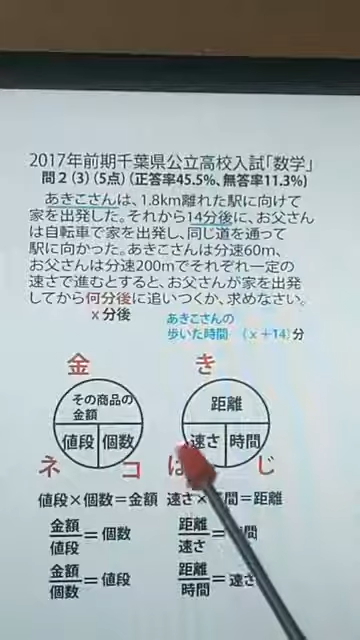 2017年前期千葉県公立高校入試「数学」
問2(3)(5点)(正答率45.5%、無答率11.3%)
あきこさんは、1.8km離れた駅に向けて
家を出発した。それから14分後に、お父さん
は自転車で家を出発し、同じ道を通って
駅に向かった。あきこさんは分速60m、
お父さんは分速200mでそれぞれ一定の
速さで進むとすると、お父さんが家を出発
してから何分後に追いつくか、求めなさい。
x分後
あきこさんの
歩いた時間 (x+14)分
金 き
その商品の
金額
距離
値段 個数 速さ 時間
ネ コ は じ
値段×個数=金額 速さ× 間=距離
金額/値段=個数 距離/速さ= 間
金額/個数=値段 距離/時間=速さ